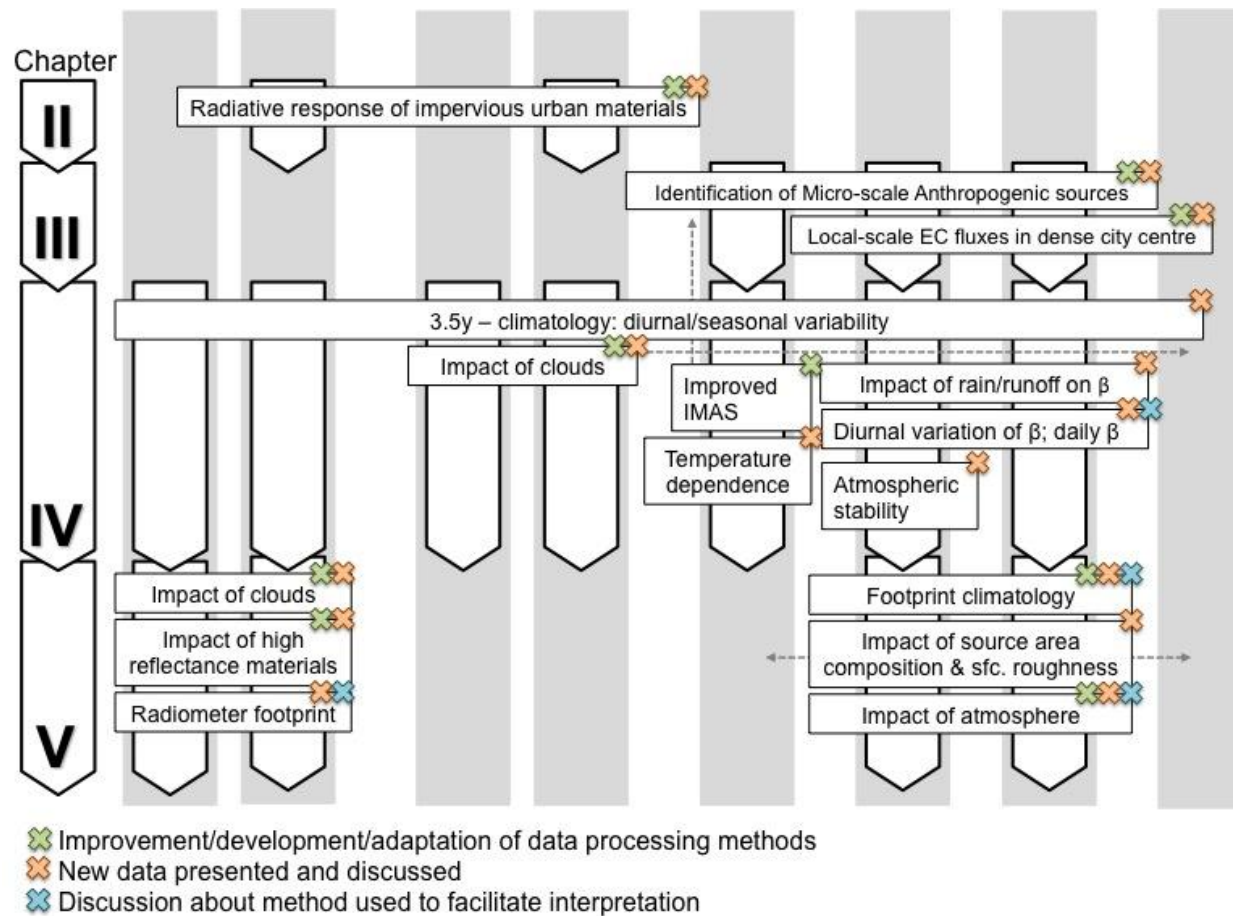 Chapter
II
Radiative response of impervious urban materials
III
Identification of Micro-scale Anthropogenic sources
Local-scale EC fluxes in dense city centre
IV
3.5y – climatology: diurnal/seasonal variability
Impact of clouds
Improved
IMAS
Impact of rain/runoff on β
Diurnal variation of β; daily β
Temperature
dependence
Atmospheric
stability
V
Impact of clouds
Impact of high
reflectance materials
Radiometer footprint
Footprint climatology
Impact of source area
composition & sfc. roughness
Impact of atmosphere
Improvement/development/adaptation of data processing methods
New data presented and discussed
Discussion about method used to facilitate interpretation